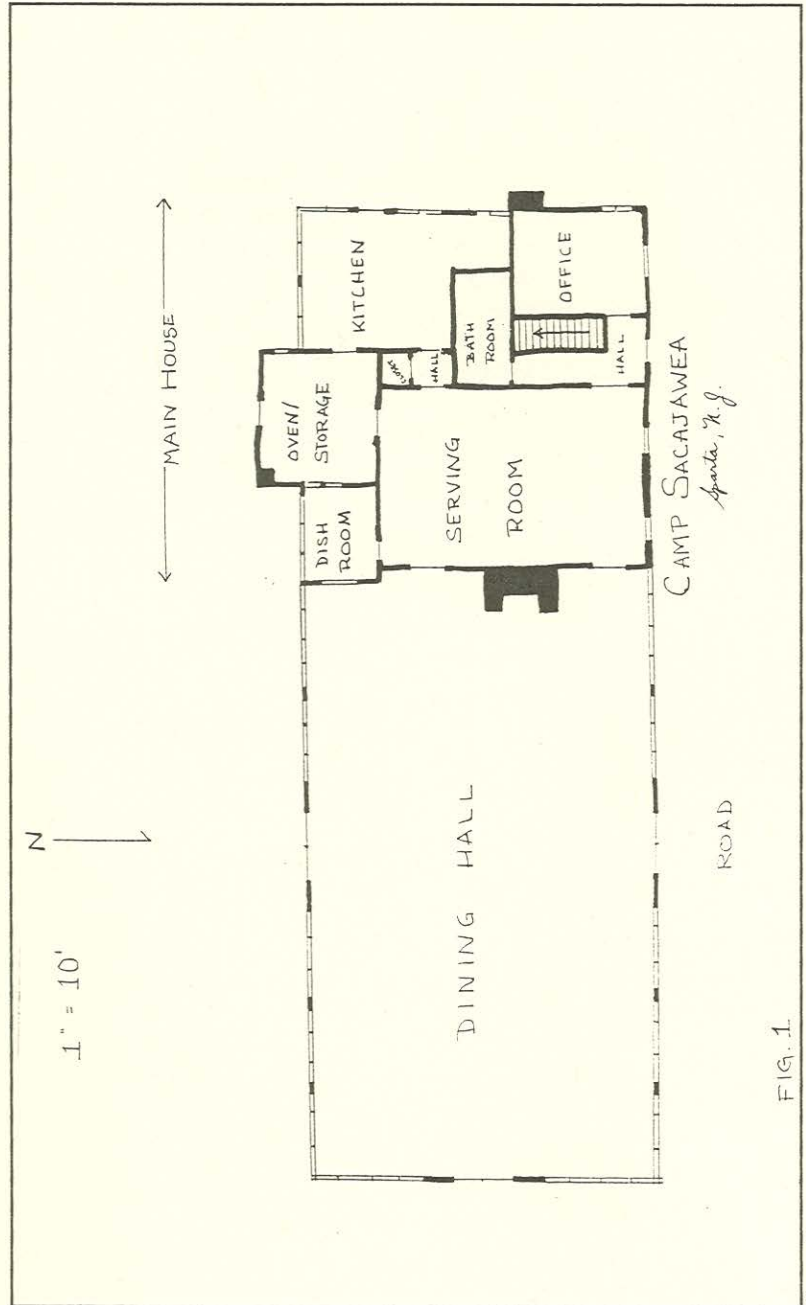 N
1" = 10'
MAIN HOUSE
KITCHEN
OVEN/
STORAGE
DISH
ROOM
CLOSET
HALL
BATH
ROOM
OFFICE
HALL
SERVING
ROOM
DINING HALL
CAMP SACAJAWEA
Sparta, N.J.
ROAD
FIG. 1